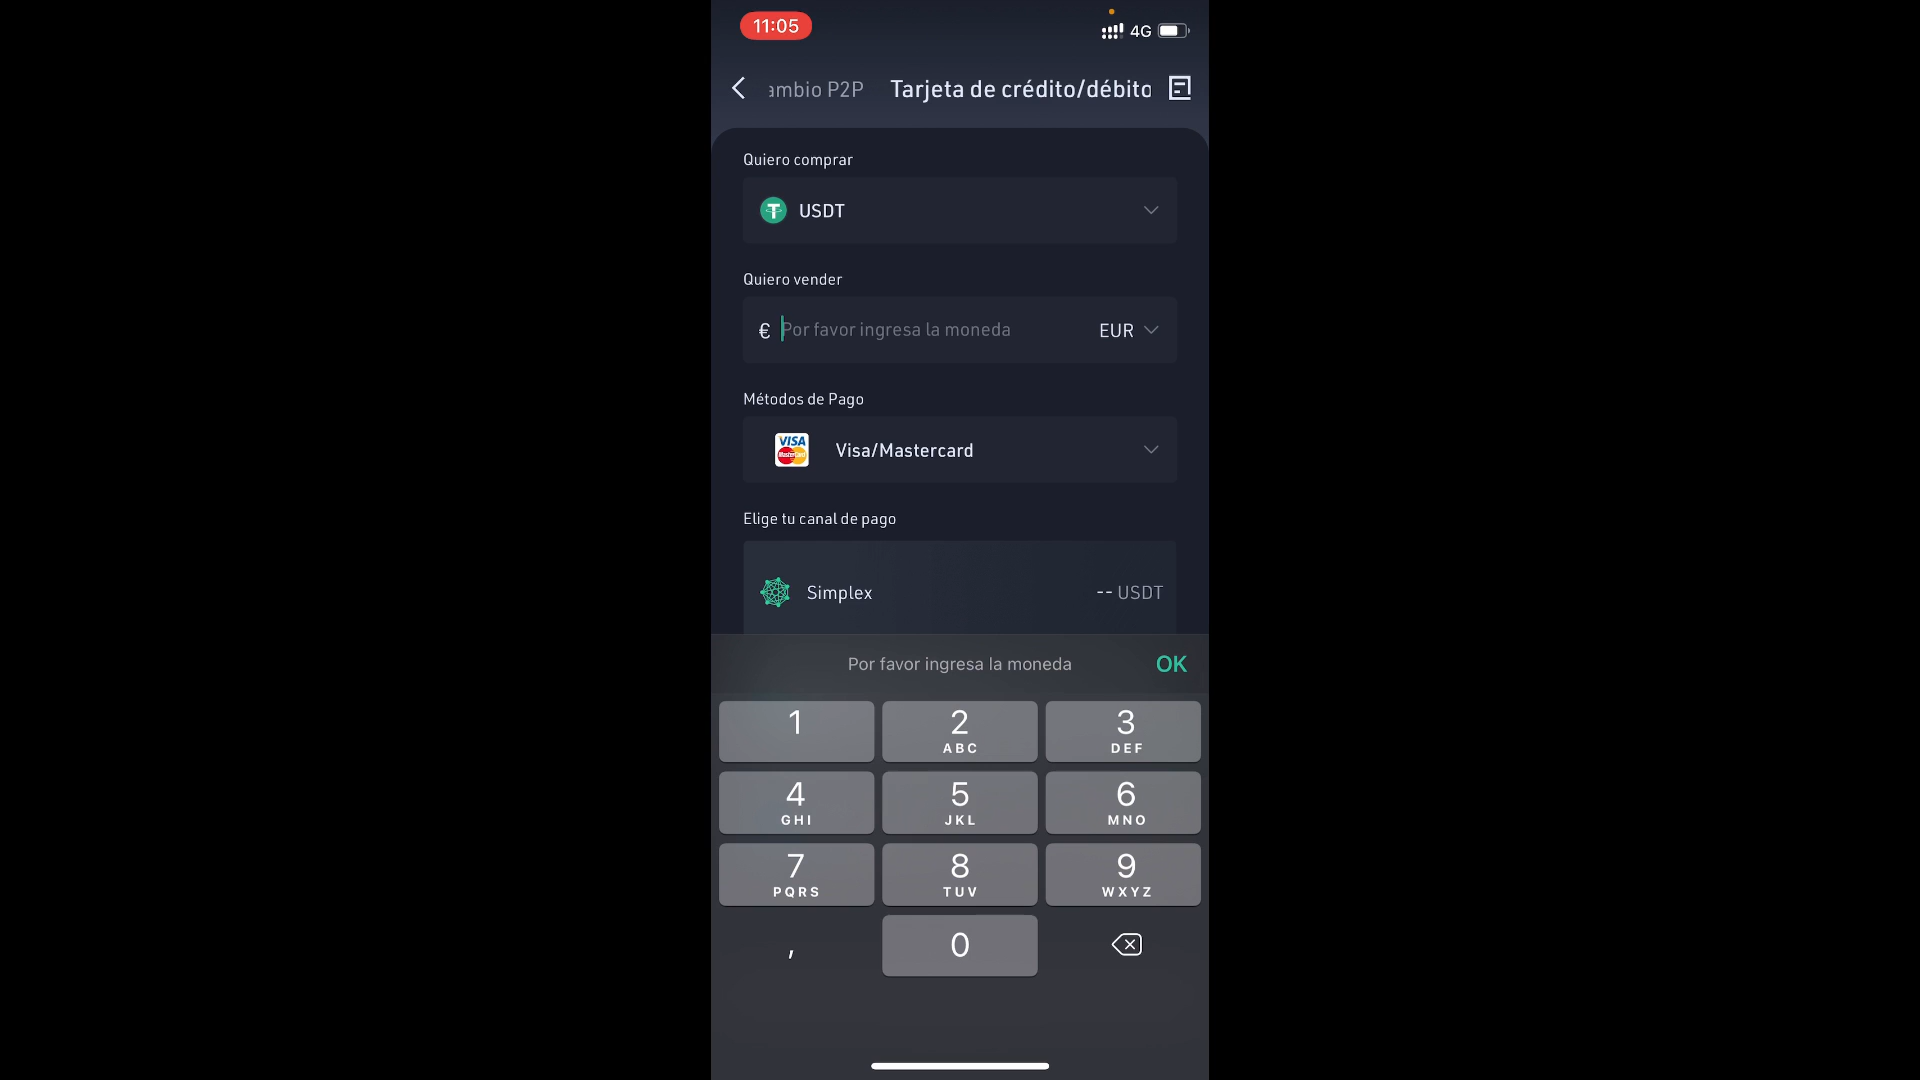 11:05
4G
ambio P2P Tarjeta de crédito/débito
Quiero comprar
USDT
Quiero vender
€ Por favor ingresa la moneda EUR
Métodos de Pago
VISA MasterCard Visa/Mastercard
Elige tu canal de pago
Simplex -- USDT
Por favor ingresa la moneda OK
1 2 3
ABC DEF
4 5 6
GHI JKL MNO
7 8 9
PQRS TUV WXYZ
, 0